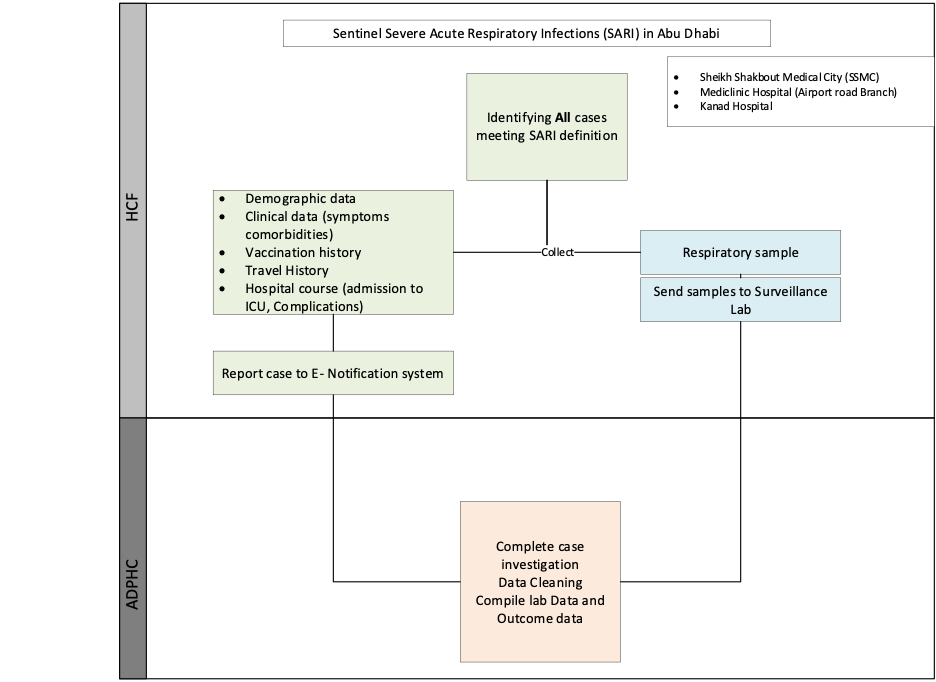 Sentinel Severe Acute Respiratory Infections (SARI) in Abu Dhabi
• Sheikh Shakbout Medical City (SSMC)
• Mediclinic Hospital (Airport road Branch)
• Kanad Hospital
HCF
Identifying All cases
meeting SARI definition
• Demographic data
• Clinical data (symptoms
comorbidities)
• Vaccination history
• Travel History
• Hospital course (admission to
ICU, Complications)
Collect
Respiratory sample
Send samples to Surveillance
Lab
Report case to E- Notification system
ADPHC
Complete case
investigation
Data Cleaning
Compile lab Data and
Outcome data